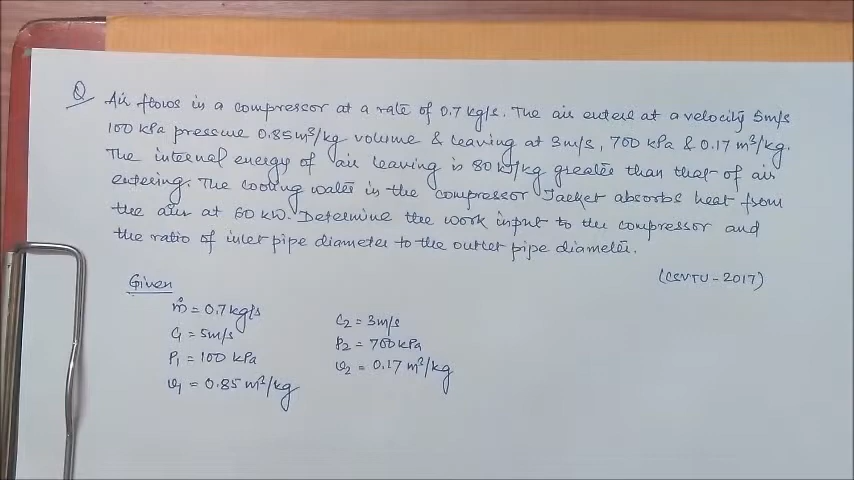 Q Air flows in a compressor at a rate of 0.7 kg/s. The air enters at a velocity 5m/s
100 kPa pressure 0.85m³/kg volume & leaving at 3m/s, 700 kPa & 0.17 m³/kg.
The internal energy of air leaving is 80 kJ/kg greater than that of air
entering. The cooling water in the compressor Jacket absorbs heat from
the air at 60 kW. Determine the work input to the compressor and
the ratio of inlet pipe diameter to the outlet pipe diameter.
(CSVTU-2017)
Given
ṁ = 0.7 kg/s
C₁ = 5m/s
P₁ = 100 kPa
v₁ = 0.85 m³/kg
C₂ = 3m/s
P₂ = 700 kPa
v₂ = 0.17 m³/kg